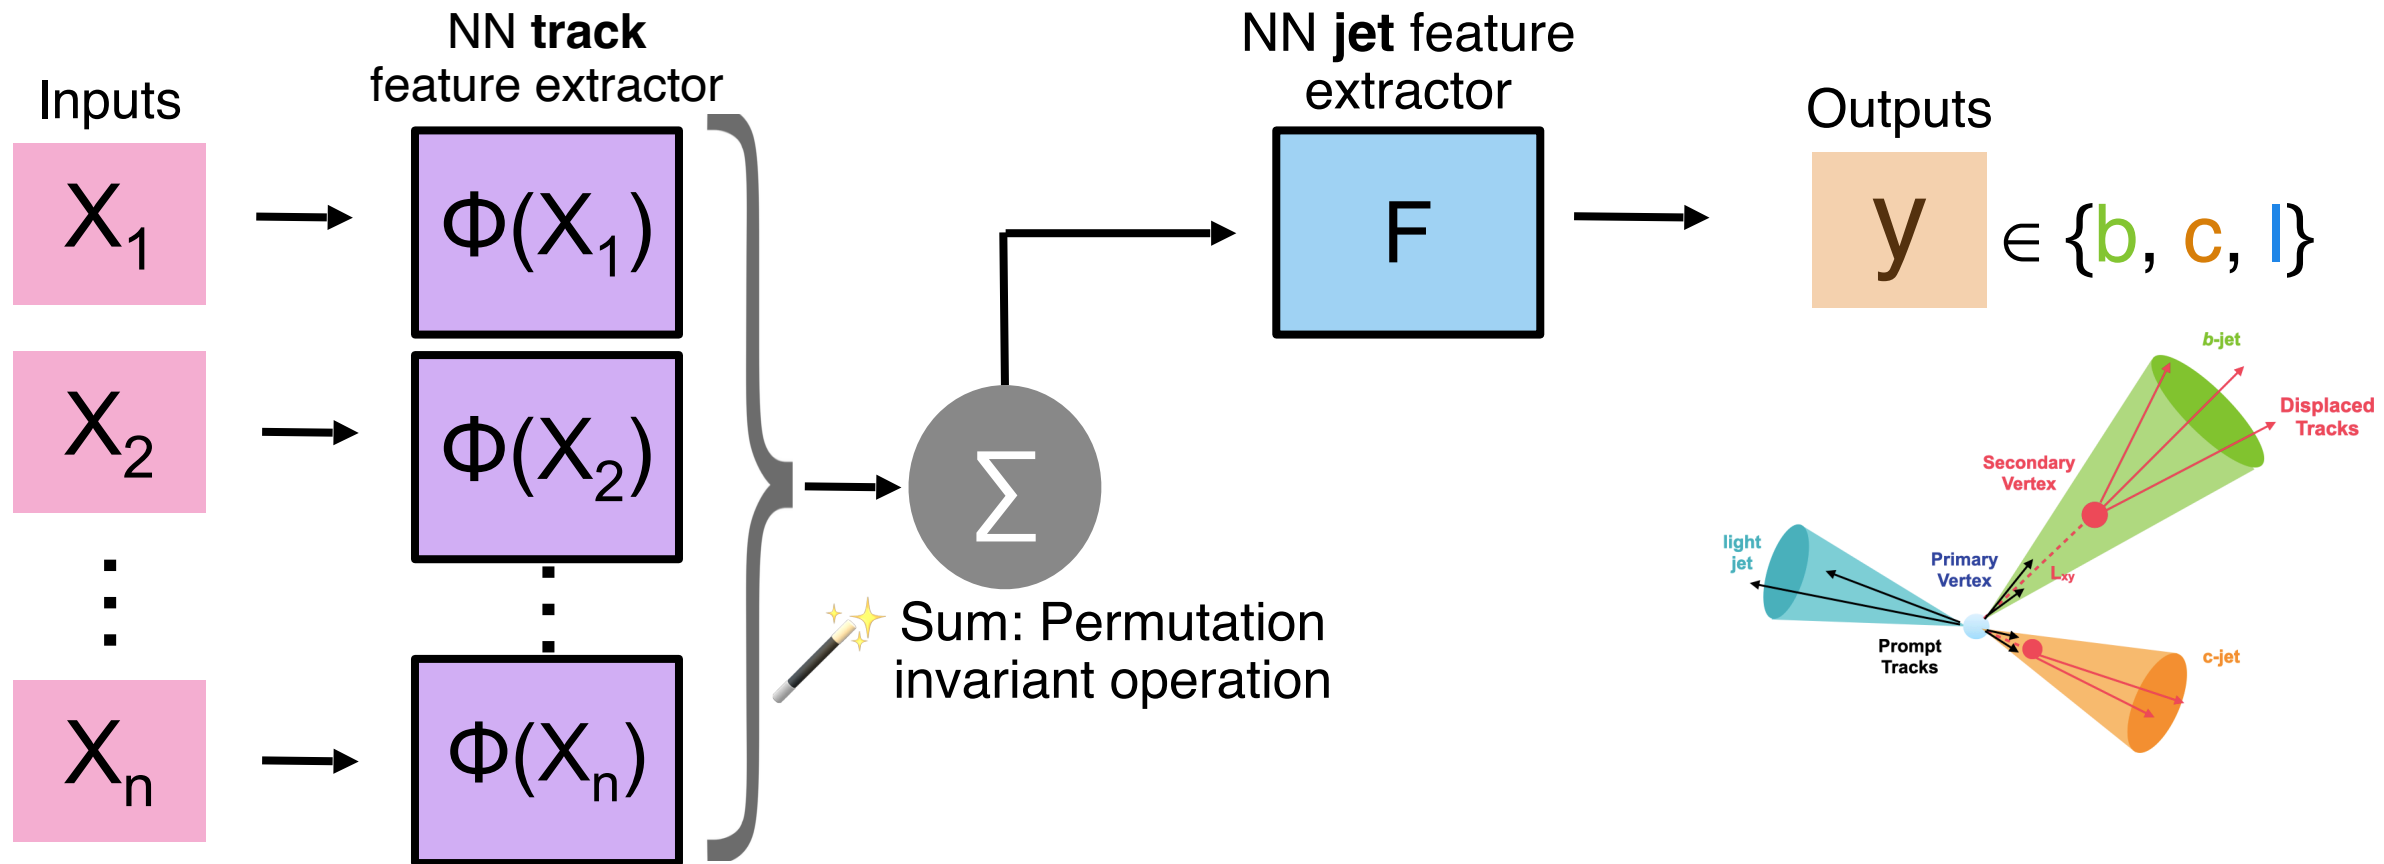 Inputs
NN track
feature extractor
NN jet feature
extractor
Outputs
X₁
Φ(X₁)
F
y ∈ {b, c, l}
X₂
Φ(X₂)
Xₙ
Φ(Xₙ)
∑
Sum: Permutation
invariant operation
b-jet
Displaced
Tracks
Secondary
Vertex
light
jet
Primary
Vertex
Lxy
Prompt
Tracks
c-jet